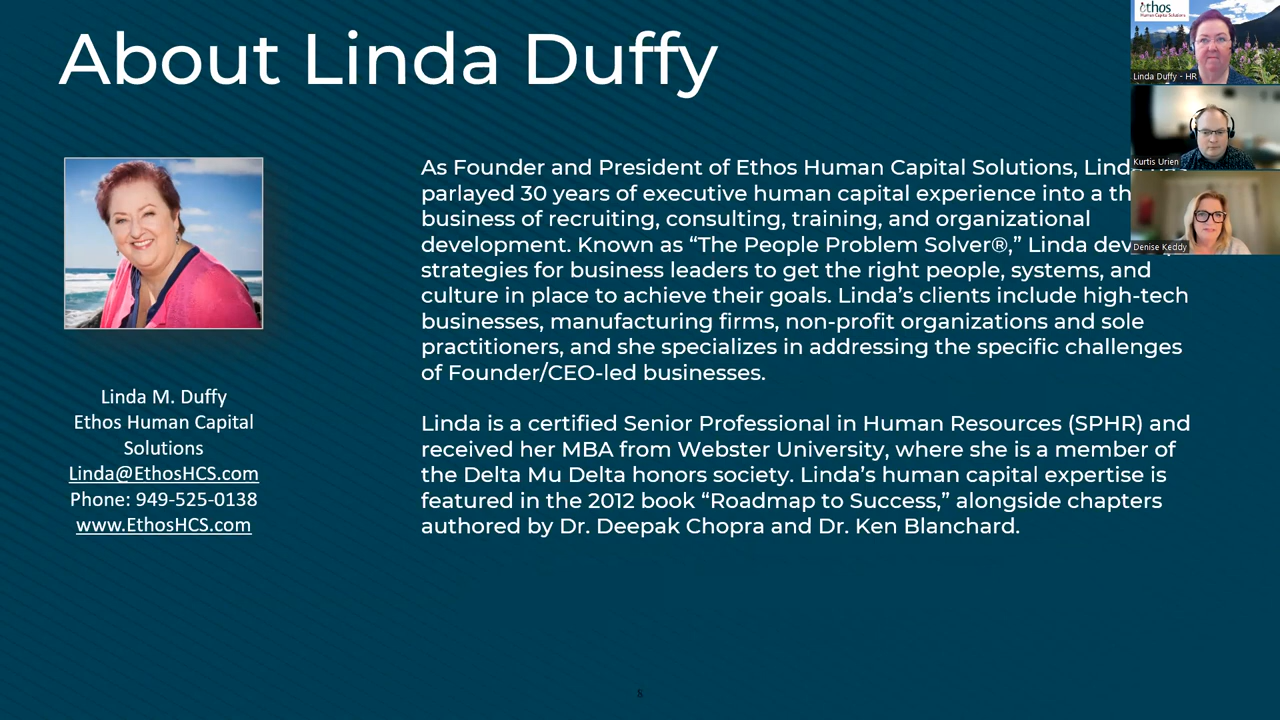 About Linda Duffy
As Founder and President of Ethos Human Capital Solutions,
parlayed 30 years of executive human capital experience into a
business of recruiting, consulting, training, and organizational
development. Known as “The People Problem Solver®,” Linda
strategies for business leaders to get the right people, systems, and
culture in place to achieve their goals. Linda’s clients include high-tech
businesses, manufacturing firms, non-profit organizations and sole
practitioners, and she specializes in addressing the specific challenges
of Founder/CEO-led businesses.
Linda is a certified Senior Professional in Human Resources (SPHR) and
received her MBA from Webster University, where she is a member of
the Delta Mu Delta honors society. Linda’s human capital expertise is
featured in the 2012 book “Roadmap to Success,” alongside chapters
authored by Dr. Deepak Chopra and Dr. Ken Blanchard.
Linda M. Duffy
Ethos Human Capital
Solutions
Linda@EthosHCS.com
Phone: 949-525-0138
www.EthosHCS.com
ethos
Human Capital Solutions
Linda Duffy - HR
Kurtis Urien
Denise Keddy
8